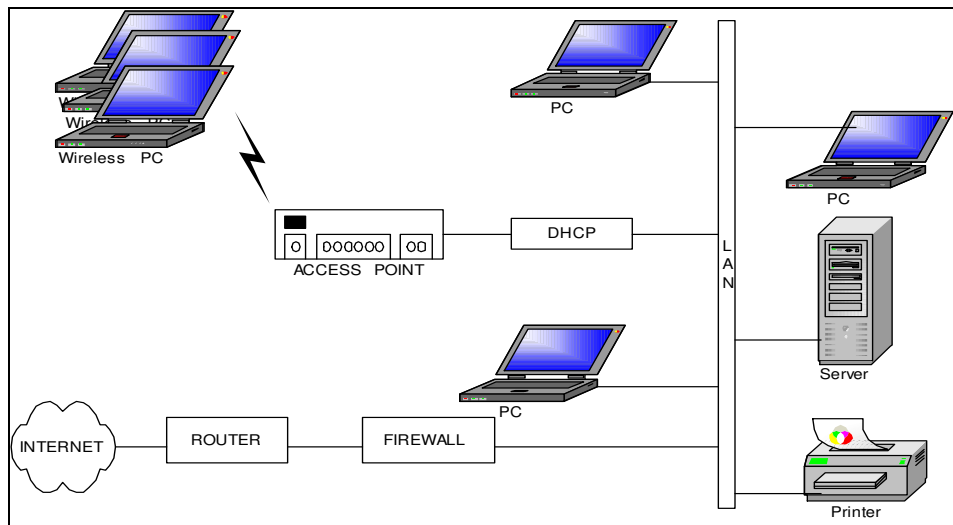 PC
Wireless PC
PC
DHCP
ACCESS POINT
L
A
N
PC
Server
INTERNET
ROUTER
FIREWALL
Printer